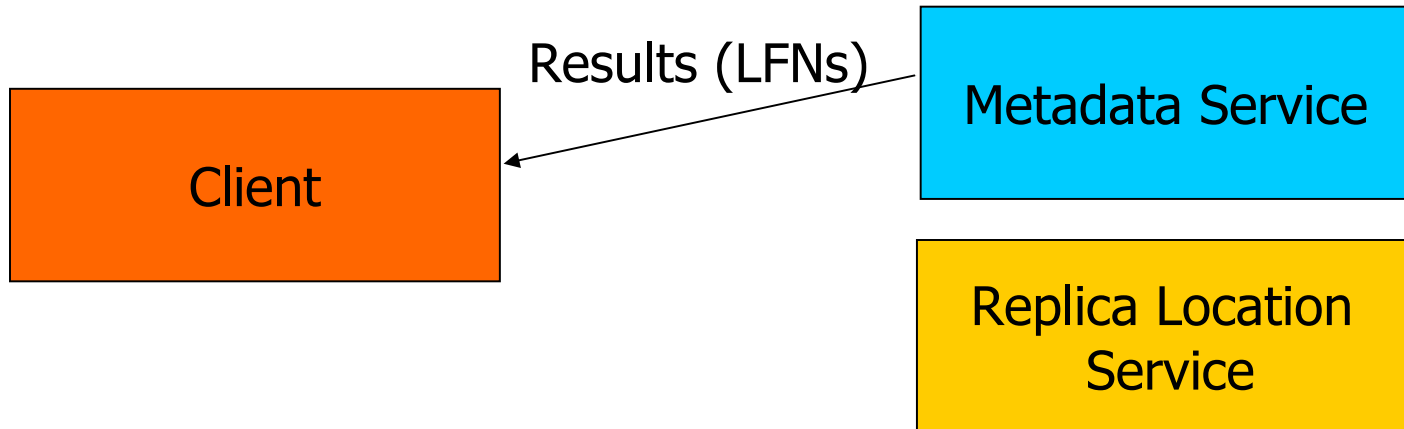 Results (LFNs)
Metadata Service
Client
Replica Location
Service